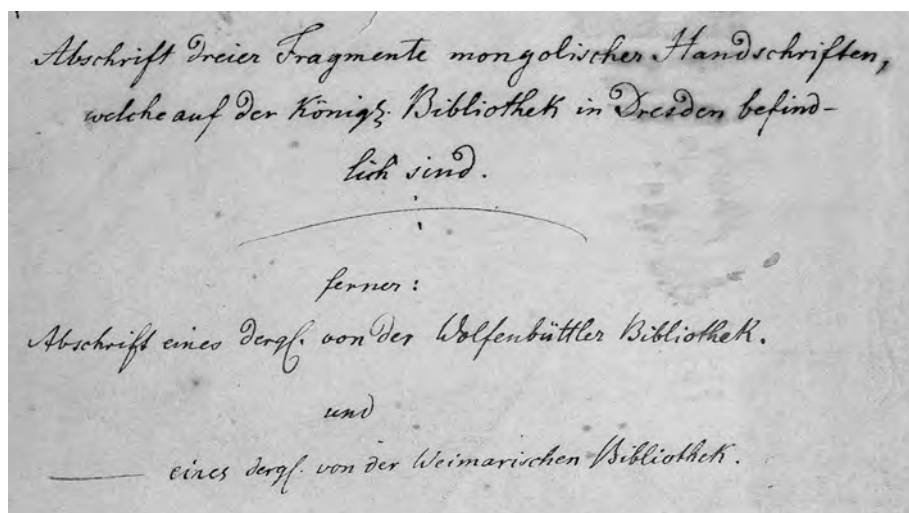 Abschrift dreier Fragmente mongolischer Handschriften,
welche auf der Königl. Bibliothek in Dresden befind-
lich sind.
ferner:
Abschrift eines dergl. von der Wolfenbüttler Bibliothek.
und
—— eines dergl. von der Weimarischen Bibliothek.